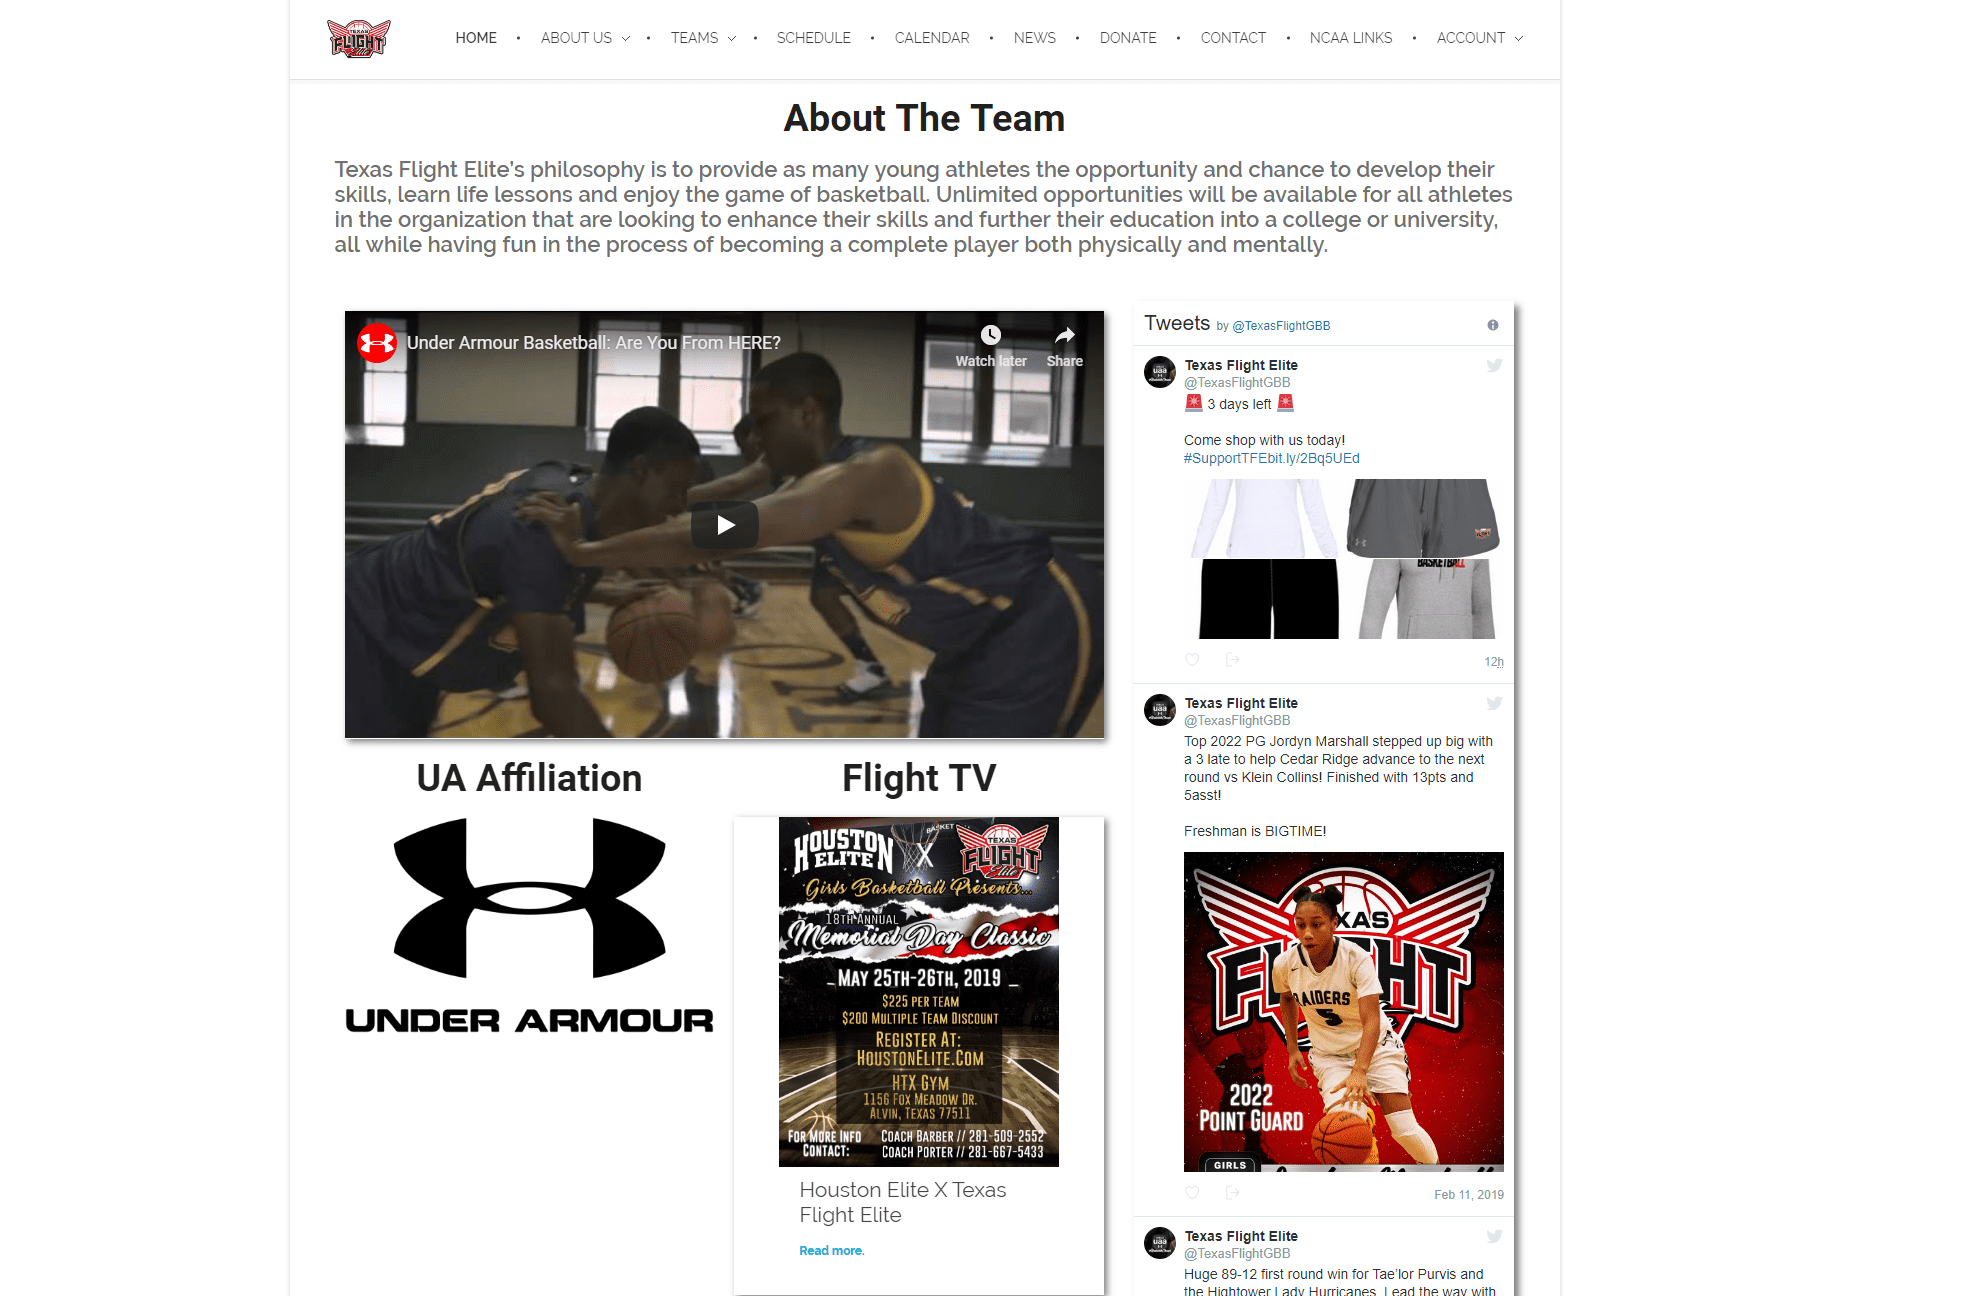 TEXAS
FLIGHT
Elite
HOME • ABOUT US • TEAMS • SCHEDULE • CALENDAR • NEWS • DONATE • CONTACT • NCAA LINKS • ACCOUNT
About The Team
Texas Flight Elite’s philosophy is to provide as many young athletes the opportunity and chance to develop their
skills, learn life lessons and enjoy the game of basketball. Unlimited opportunities will be available for all athletes
in the organization that are looking to enhance their skills and further their education into a college or university,
all while having fun in the process of becoming a complete player both physically and mentally.
Under Armour Basketball: Are You From HERE?
Watch later Share
UA Affiliation
UNDER ARMOUR
Flight TV
HOUSTON
ELITE
X
BASKET
TEXAS
FLIGHT
Elite
Girls Basketball Presents...
18TH ANNUAL
Memorial Day Classic
MAY 25TH-26TH, 2019
$225 PER TEAM
$200 MULTIPLE TEAM DISCOUNT
REGISTER AT:
HOUSTONELITE.COM
HTX GYM
1156 FOX MEADOW DR.
ALVIN, TEXAS 77511
FOR MORE INFO
CONTACT:
COACH BARBER // 281-509-2552
COACH PORTER // 281-667-5433
Houston Elite X Texas
Flight Elite
Read more.
Tweets by @TexasFlightGBB
Texas Flight Elite
@TexasFlightGBB
🚨 3 days left 🚨
Come shop with us today!
#SupportTFEbit.ly/2Bq5UEd
BASKETBALL
12h
Texas Flight Elite
@TexasFlightGBB
Top 2022 PG Jordyn Marshall stepped up big with
a 3 late to help Cedar Ridge advance to the next
round vs Klein Collins! Finished with 13pts and
5asst!
Freshman is BIGTIME!
XAS
FLIGHT
RAIDERS
5
2022
POINT GUARD
GIRLS
Feb 11, 2019
Texas Flight Elite
@TexasFlightGBB
Huge 89-12 first round win for Tae’lor Purvis and
the Hightower Lady Hurricanes. Lead the way with